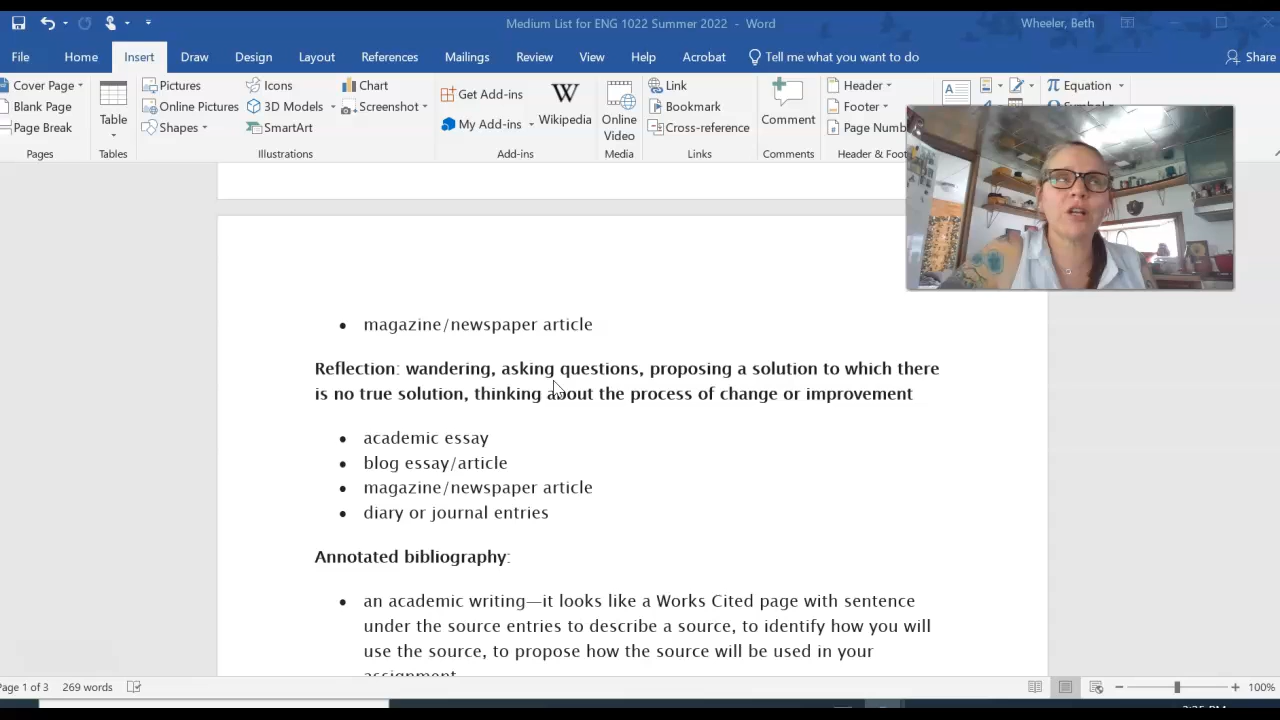 Medium List for ENG 1022 Summer 2022 - Word
Wheeler, Beth
File Home Insert Draw Design Layout References Mailings Review View Help Acrobat Tell me what you want to do Share
Cover Page
Blank Page
Page Break
Pages
Table
Tables
Pictures
Online Pictures
Shapes
Icons
3D Models
SmartArt
Chart
Screenshot
Illustrations
Get Add-ins
My Add-ins
Wikipedia
Add-ins
Online
Video
Media
Link
Bookmark
Cross-reference
Links
Comment
Comments
Header
Footer
Page
Header &
Equation
• magazine/newspaper article
Reflection: wandering, asking questions, proposing a solution to which there
is no true solution, thinking about the process of change or improvement
• academic essay
• blog essay/article
• magazine/newspaper article
• diary or journal entries
Annotated bibliography:
• an academic writing—it looks like a Works Cited page with sentence
under the source entries to describe a source, to identify how you will
use the source, to propose how the source will be used in your
assignment
Page 1 of 3 269 words
100%